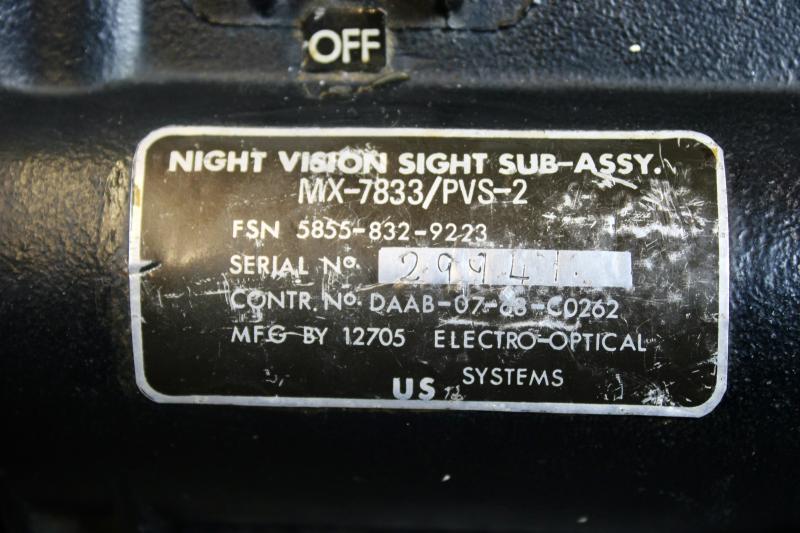 OFF
NIGHT VISION SIGHT SUB-ASSY.
MX-7833/PVS-2
FSN 5855-832-9223
SERIAL Nº
CONTR. Nº DAAB-07-68-C0262
MFG BY 12705 ELECTRO-OPTICAL
SYSTEMS
US